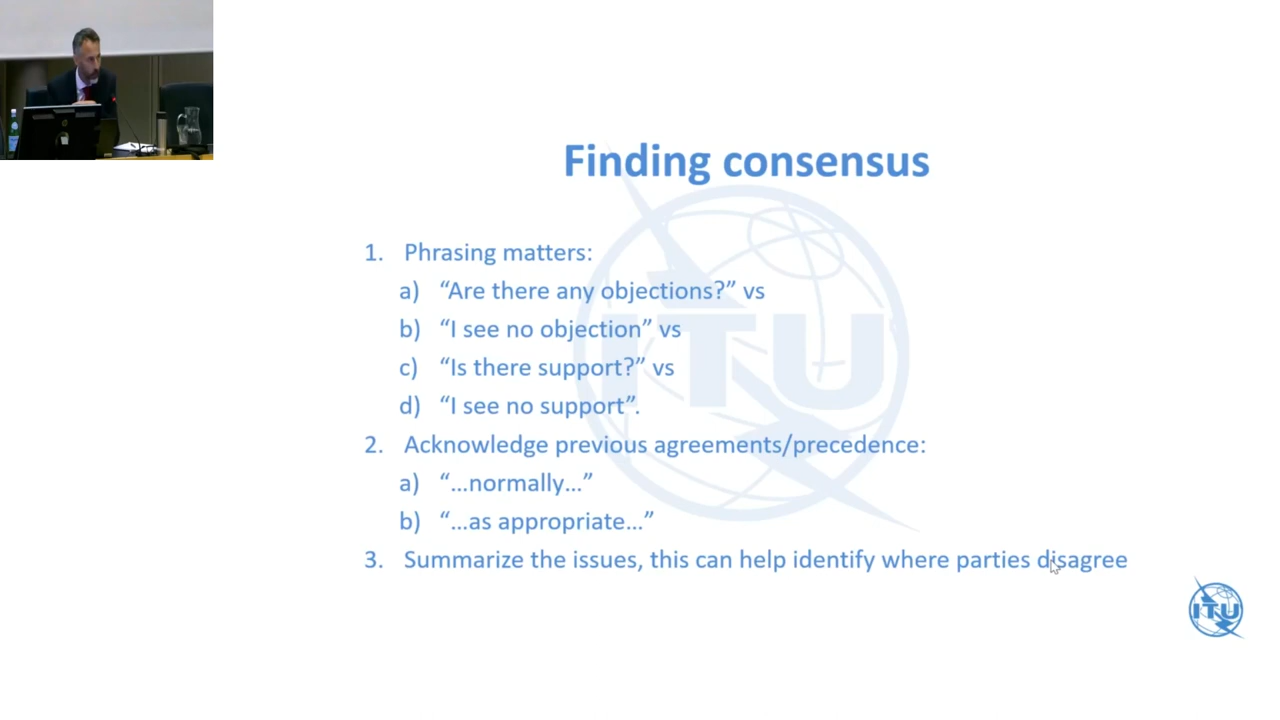 Finding consensus
1. Phrasing matters:
a) “Are there any objections?” vs
b) “I see no objection” vs
c) “Is there support?” vs
d) “I see no support”.
2. Acknowledge previous agreements/precedence:
a) “...normally...”
b) “...as appropriate...”
3. Summarize the issues, this can help identify where parties disagree
ITU
ITU